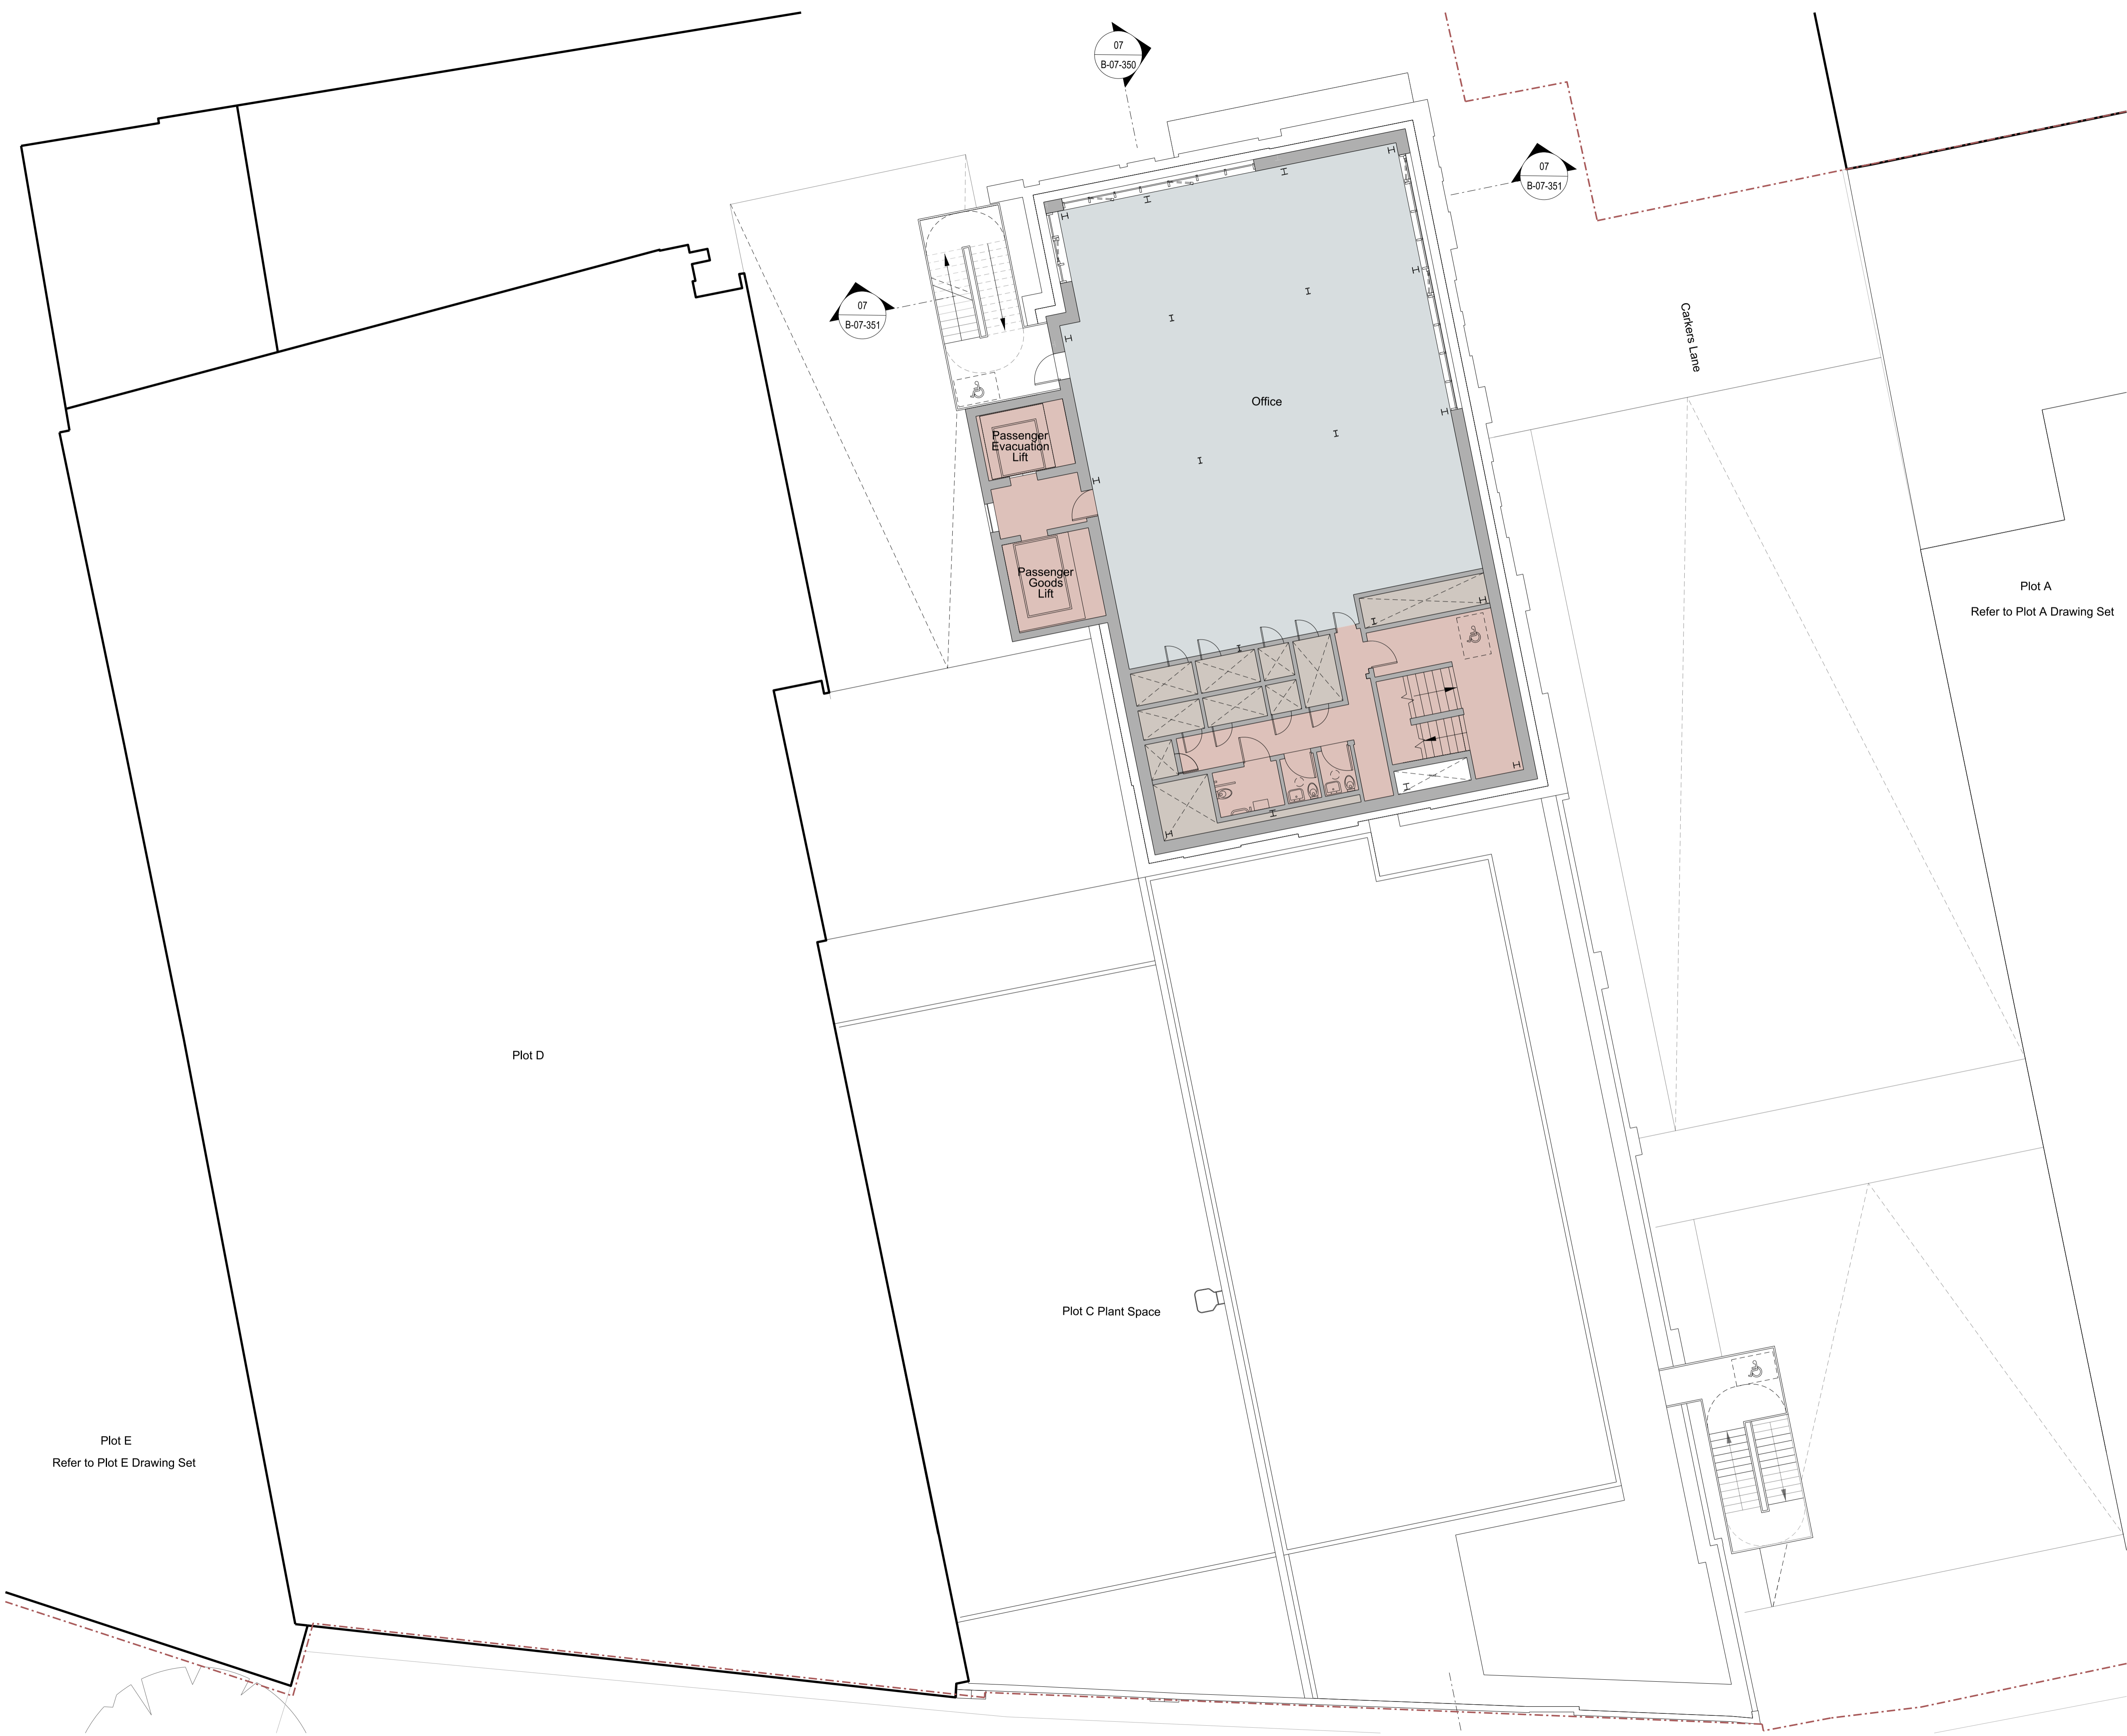 07
B-07-350
07
B-07-351
07
B-07-351
Carkers Lane
Office
Passenger
Evacuation
Lift
Passenger
Goods
Lift
Plot A
Refer to Plot A Drawing Set
Plot D
Plot C Plant Space
Plot E
Refer to Plot E Drawing Set